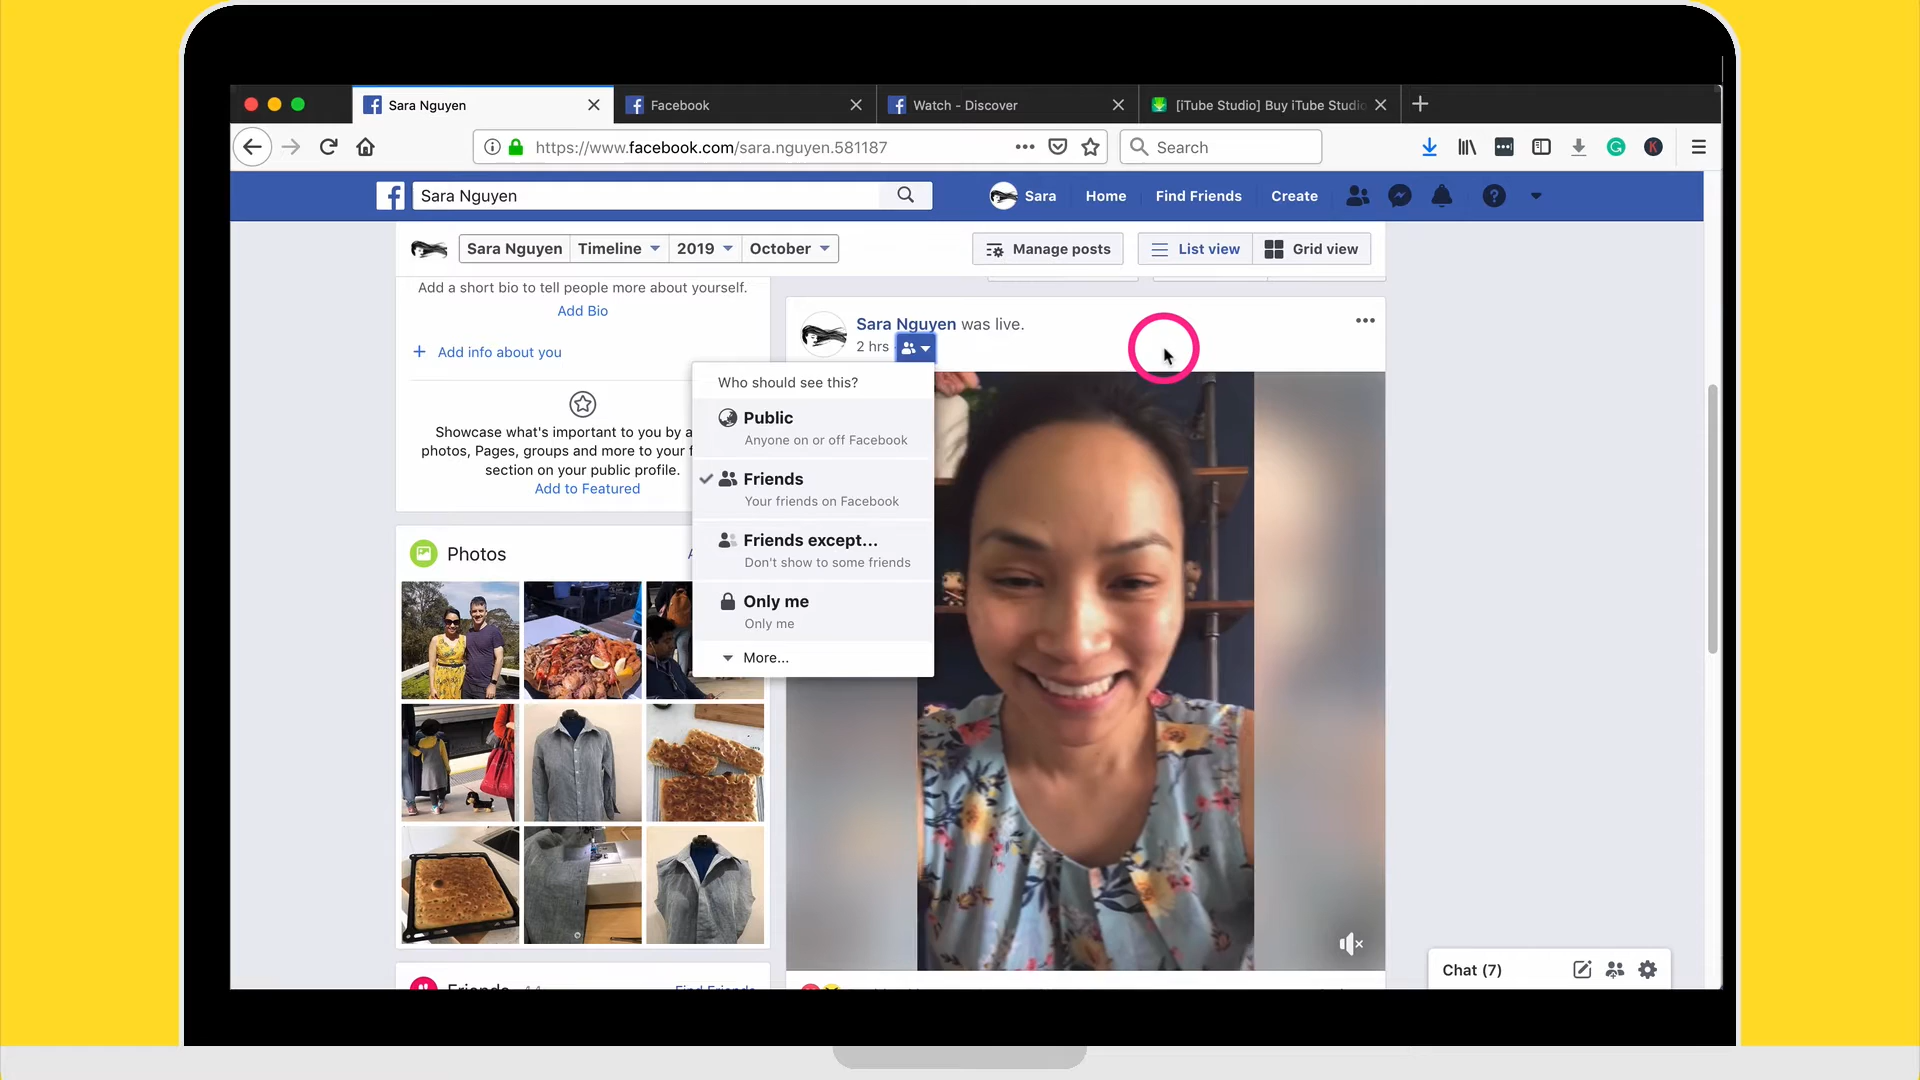 Sara Nguyen
Facebook
Watch - Discover
[iTube Studio] Buy iTube Studio
https://www.facebook.com/sara.nguyen.581187
Search
Sara Nguyen
Sara
Home
Find Friends
Create
Sara Nguyen
Timeline
2019
October
Manage posts
List view
Grid view
Add a short bio to tell people more about yourself.
Add Bio
+ Add info about you
Showcase what's important to you by a
photos, Pages, groups and more to your f
section on your public profile.
Add to Featured
Photos
Sara Nguyen was live.
2 hrs
Who should see this?
Public
Anyone on or off Facebook
Friends
Your friends on Facebook
Friends except...
Don't show to some friends
Only me
Only me
More...
Friends
Find Friends
Chat (7)